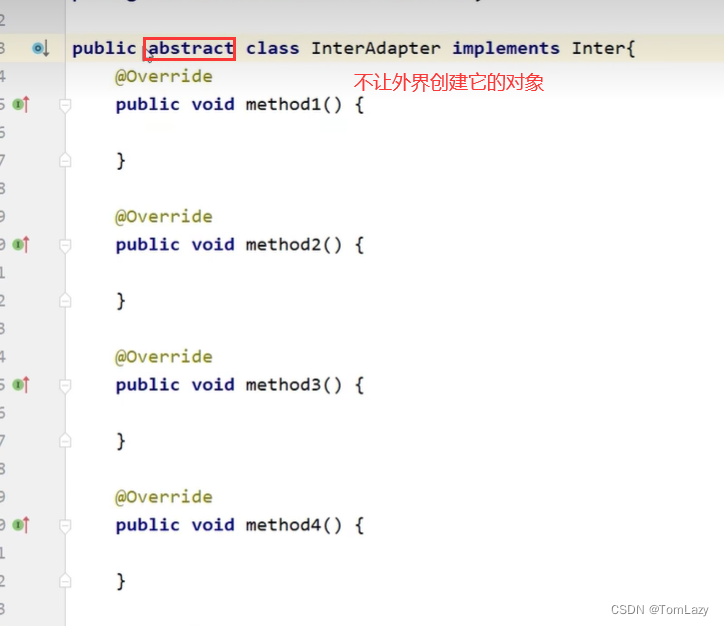 2
3 public abstract class InterAdapter implements Inter{
4 @Override
不让外界创建它的对象
5 public void method1() {
6
7 }
8
9 @Override
0 public void method2() {
1
2 }
3
4 @Override
5 public void method3() {
6
7 }
8
9 @Override
0 public void method4() {
1
2 }
3
CSDN @TomLazy